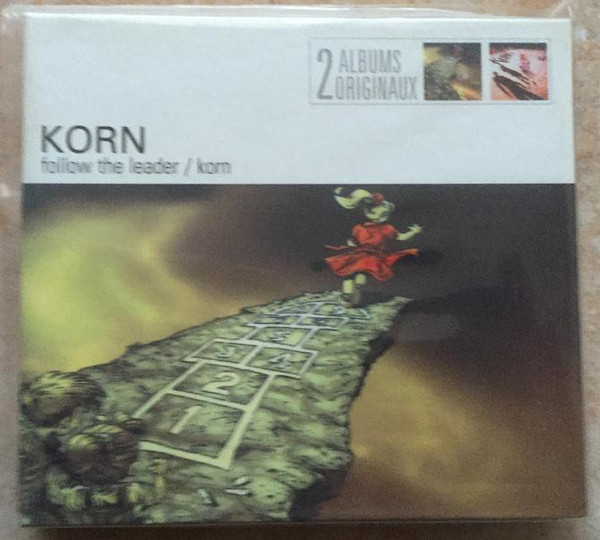 2 ALBUMS
ORIGINAUX
KORN
follow the leader / korn
3 4
2
1